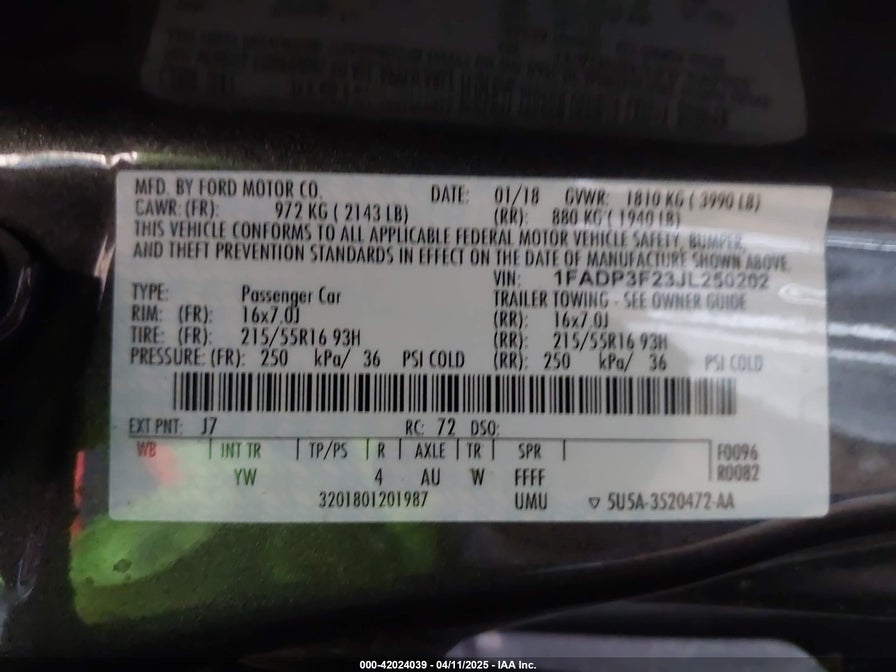 MFD. BY FORD MOTOR CO. DATE: 01/18 GVWR: 1810 KG ( 3990 LB)
GAWR: (FR): 972 KG ( 2143 LB) (RR): 880 KG ( 1940 LB)
THIS VEHICLE CONFORMS TO ALL APPLICABLE FEDERAL MOTOR VEHICLE SAFETY, BUMPER,
AND THEFT PREVENTION STANDARDS IN EFFECT ON THE DATE OF MANUFACTURE SHOWN ABOVE.
VIN: 1FADP3F23JL250202
TYPE: Passenger Car TRAILER TOWING - SEE OWNER GUIDE
RIM: (FR): 16x7.0J (RR): 16x7.0J
TIRE: (FR): 215/55R16 93H (RR): 215/55R16 93H
PRESSURE: (FR): 250 kPa/ 36 PSI COLD (RR): 250 kPa/ 36 PSI COLD
EXT PNT: J7 RC: 72 DSO:
WB INT TR TP/PS R AXLE TR SPR F0096
YW 4 AU W FFFF R0082
3201801201987 UMU 5U5A-3520472-AA
000-42024039 - 04/11/2025 - IAA Inc.